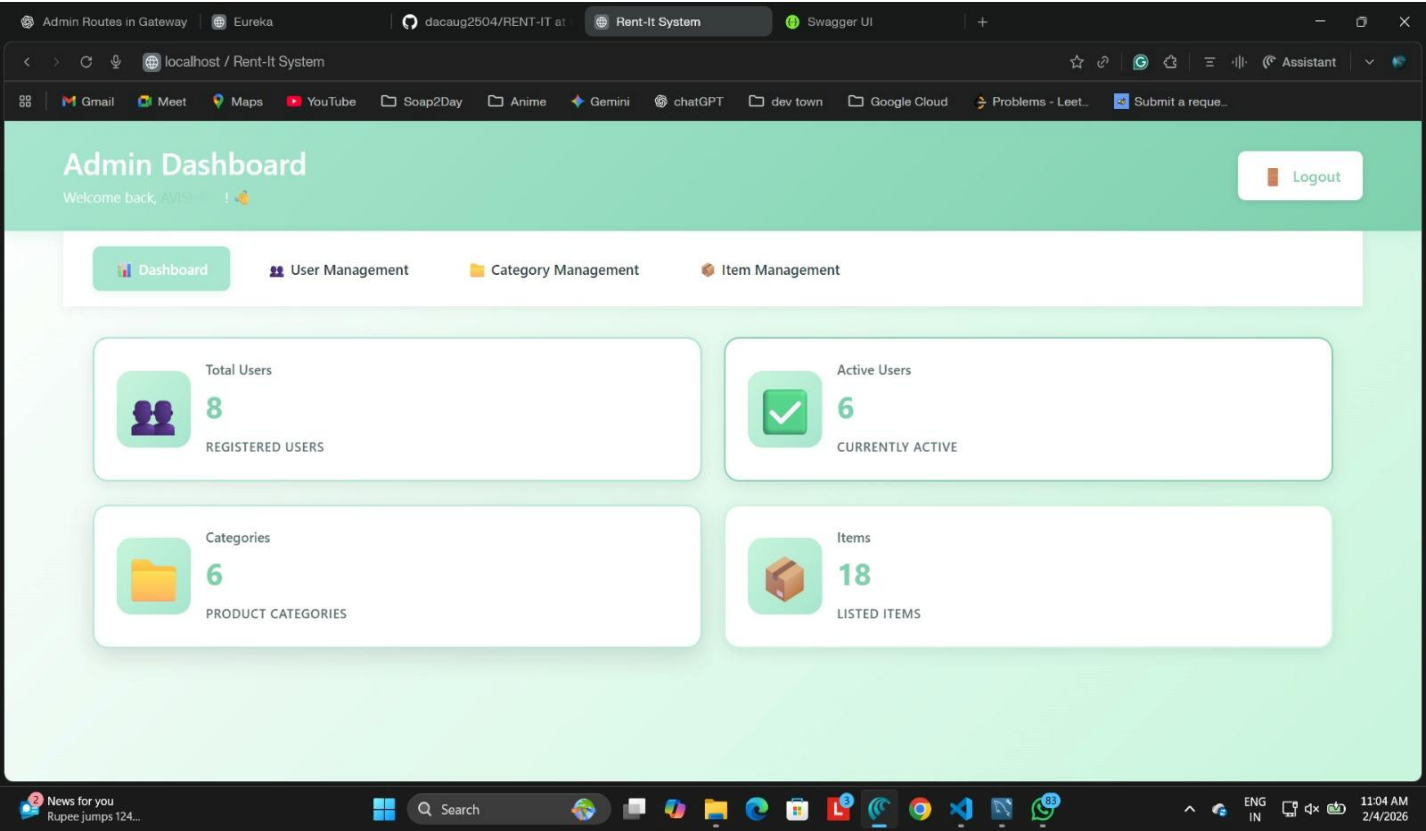 Admin Routes in Gateway
Eureka
dacaug2504/RENT-IT at
Rent-It System
Swagger UI
localhost / Rent-It System
Assistant
Gmail
Meet
Maps
YouTube
Soap2Day
Anime
Gemini
chatGPT
dev town
Google Cloud
Problems - Leet...
Submit a reque...
Admin Dashboard
Welcome back, !
Logout
Dashboard
User Management
Category Management
Item Management
Total Users
8
REGISTERED USERS
Active Users
6
CURRENTLY ACTIVE
Categories
6
PRODUCT CATEGORIES
Items
18
LISTED ITEMS
2
News for you
Rupee jumps 124...
Search
L
3
83
ENG
IN
11:04 AM
2/4/2026